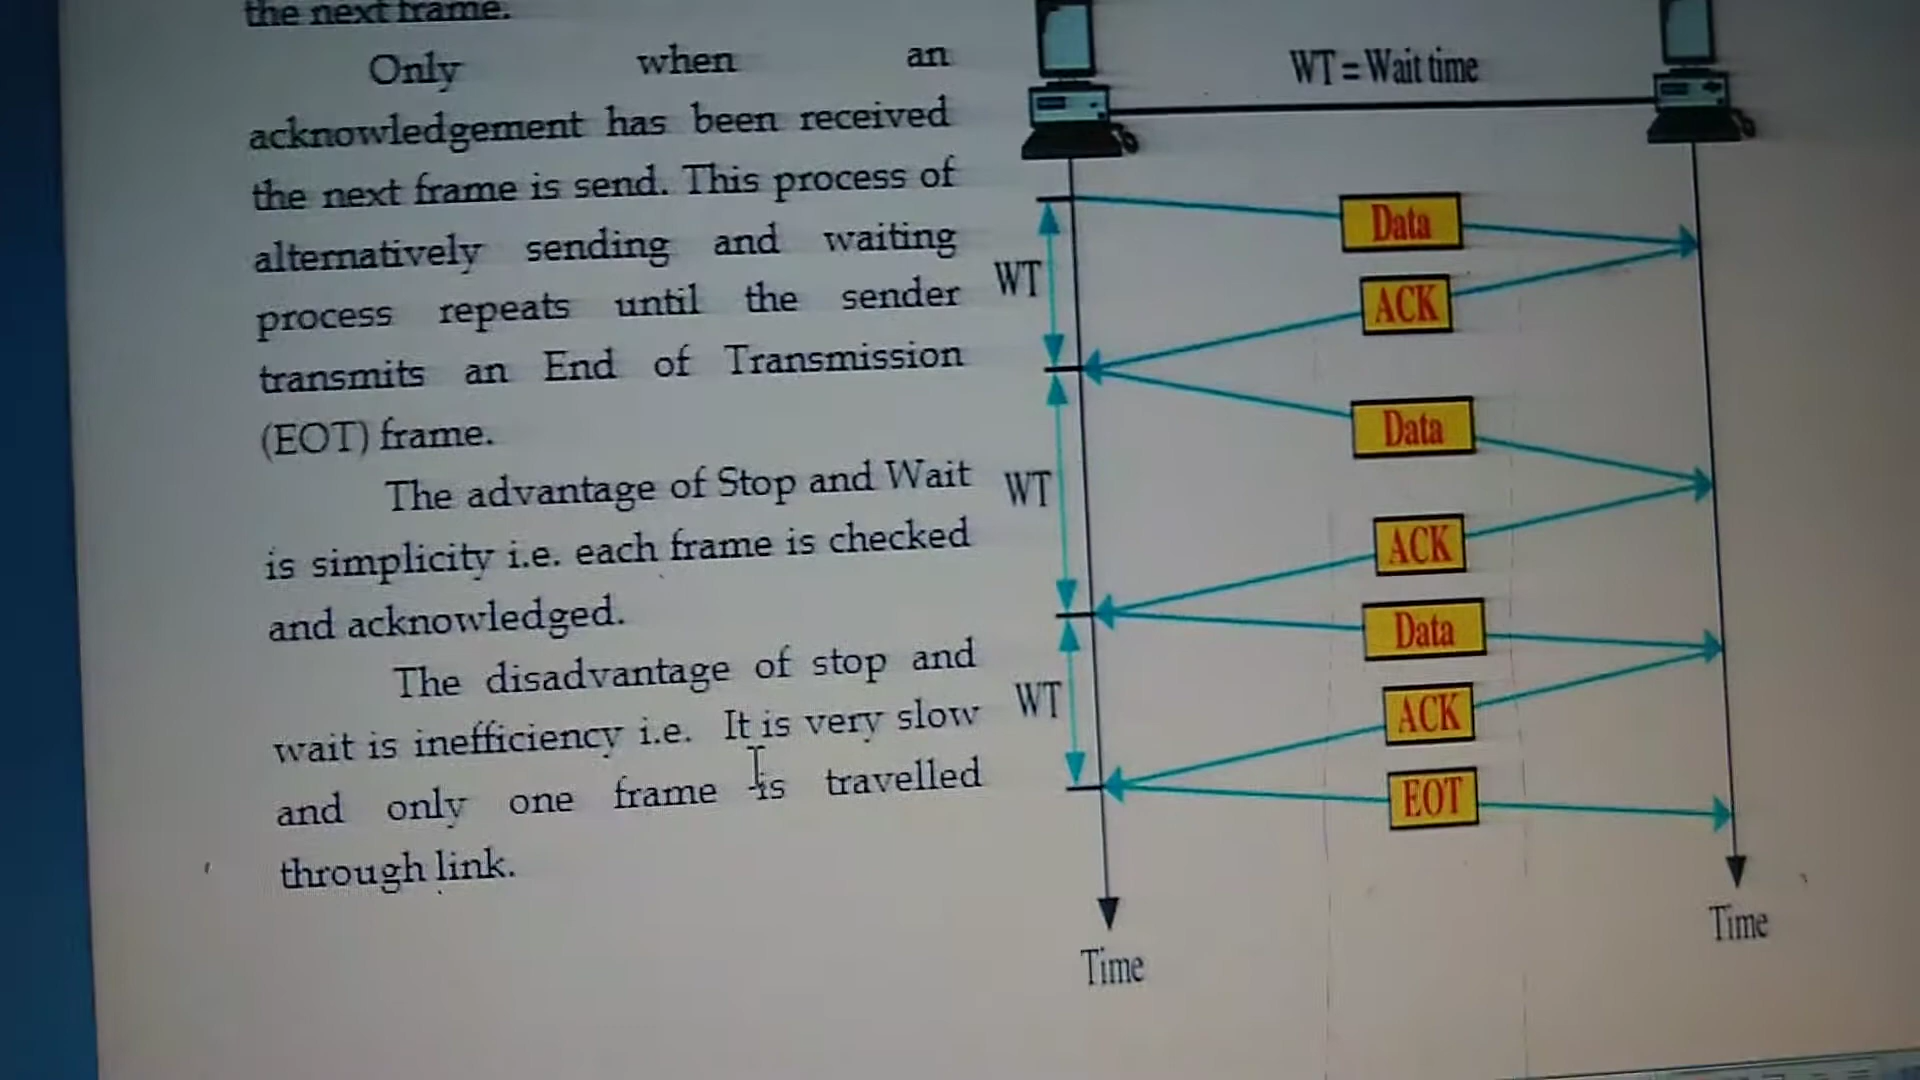 the next frame.
Only when an
acknowledgement has been received
the next frame is send. This process of
alternatively sending and waiting
process repeats until the sender
transmits an End of Transmission
(EOT) frame.
The advantage of Stop and Wait
is simplicity i.e. each frame is checked
and acknowledged.
The disadvantage of stop and
wait is inefficiency i.e. It is very slow
and only one frame is travelled
through link.
WT = Wait time
Data
WT
ACK
Data
WT
ACK
Data
WT
ACK
EOT
Time
Time